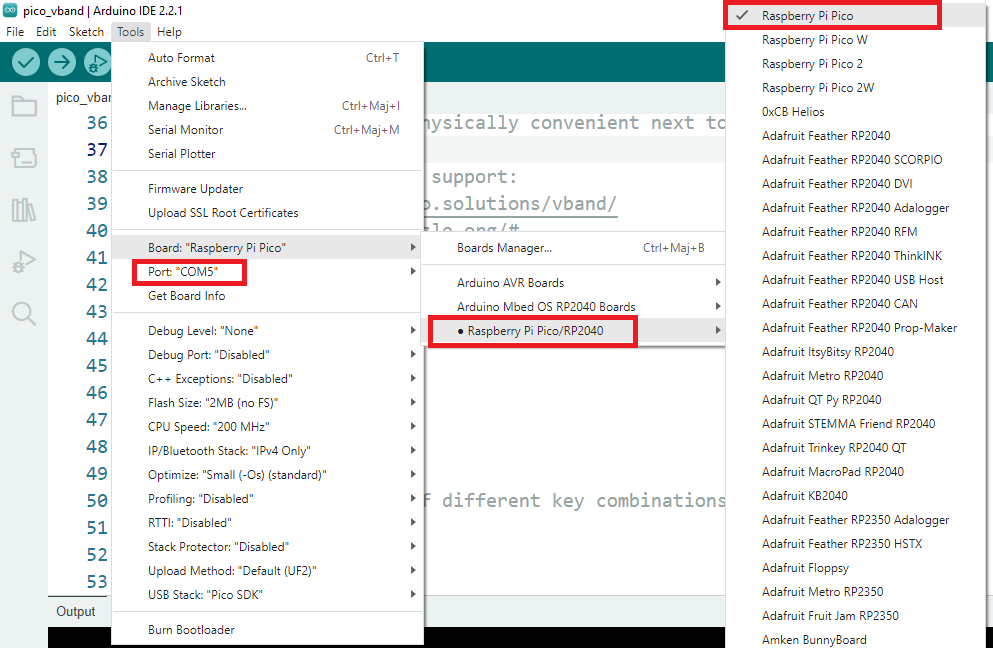 pico_vband | Arduino IDE 2.2.1
File Edit Sketch Tools Help
pico_vban
36
37
38
39
40
41
42
43
44
45
46
47
48
49
50
51
52
53
hysically convenient next to
support:
o.solutions/vband/
gle.org/#
f different key combinations
Output
Auto Format Ctrl+T
Archive Sketch
Manage Libraries... Ctrl+Maj+I
Serial Monitor Ctrl+Maj+M
Serial Plotter
Firmware Updater
Upload SSL Root Certificates
Board: "Raspberry Pi Pico"
Port: "COM5"
Get Board Info
Debug Level: "None"
Debug Port: "Disabled"
C++ Exceptions: "Disabled"
Flash Size: "2MB (no FS)"
CPU Speed: "200 MHz"
IP/Bluetooth Stack: "IPv4 Only"
Optimize: "Small (-Os) (standard)"
Profiling: "Disabled"
RTTI: "Disabled"
Stack Protector: "Disabled"
Upload Method: "Default (UF2)"
USB Stack: "Pico SDK"
Burn Bootloader
Boards Manager... Ctrl+Maj+B
Arduino AVR Boards
Arduino Mbed OS RP2040 Boards
● Raspberry Pi Pico/RP2040
✓ Raspberry Pi Pico
Raspberry Pi Pico W
Raspberry Pi Pico 2
Raspberry Pi Pico 2W
0xCB Helios
Adafruit Feather RP2040
Adafruit Feather RP2040 SCORPIO
Adafruit Feather RP2040 DVI
Adafruit Feather RP2040 Adalogger
Adafruit Feather RP2040 RFM
Adafruit Feather RP2040 ThinkINK
Adafruit Feather RP2040 USB Host
Adafruit Feather RP2040 CAN
Adafruit Feather RP2040 Prop-Maker
Adafruit ItsyBitsy RP2040
Adafruit Metro RP2040
Adafruit QT Py RP2040
Adafruit STEMMA Friend RP2040
Adafruit Trinkey RP2040 QT
Adafruit MacroPad RP2040
Adafruit KB2040
Adafruit Feather RP2350 Adalogger
Adafruit Feather RP2350 HSTX
Adafruit Floppsy
Adafruit Metro RP2350
Adafruit Fruit Jam RP2350
Amken BunnyBoard